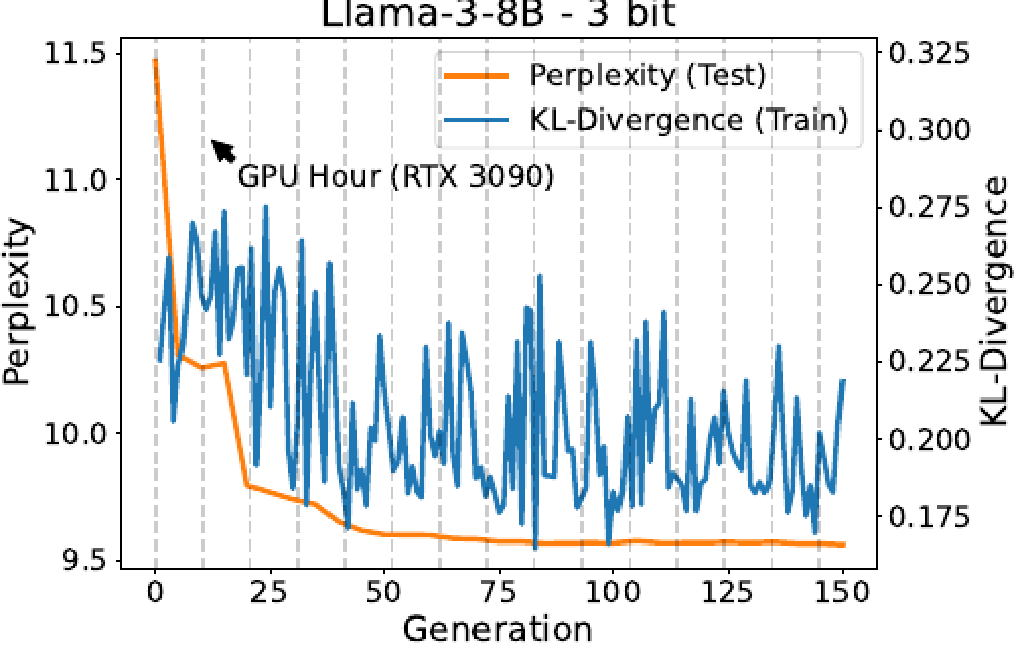 Llama-3-8B - 3 bit
11.5
11.0
10.5
10.0
9.5
Perplexity
Perplexity (Test)
KL-Divergence (Train)
GPU Hour (RTX 3090)
0.325
0.300
0.275
0.250
0.225
0.200
0.175
KL-Divergence
0 25 50 75 100 125 150
Generation